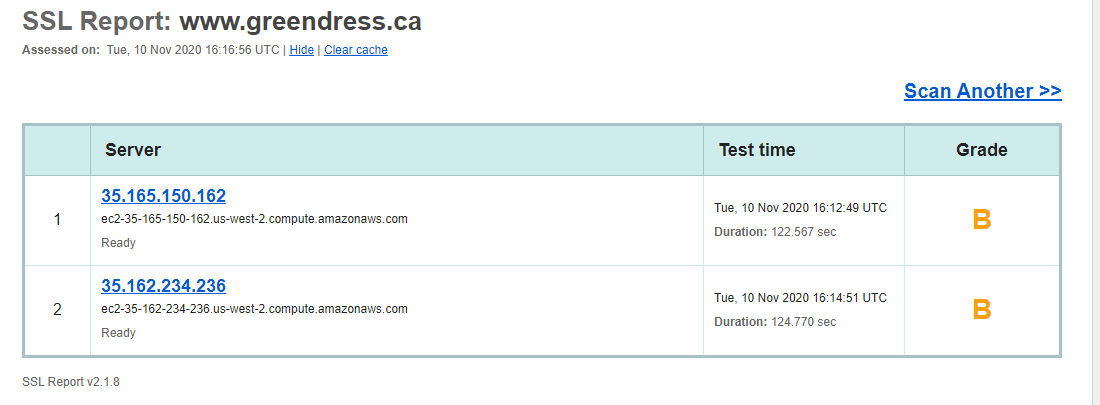 SSL Report: www.greendress.ca
Assessed on: Tue, 10 Nov 2020 16:16:56 UTC | Hide | Clear cache
Scan Another >>
Server Test time Grade
1 35.165.150.162
ec2-35-165-150-162.us-west-2.compute.amazonaws.com
Ready
Tue, 10 Nov 2020 16:12:49 UTC
Duration: 122.567 sec
B
2 35.162.234.236
ec2-35-162-234-236.us-west-2.compute.amazonaws.com
Ready
Tue, 10 Nov 2020 16:14:51 UTC
Duration: 124.770 sec
B
SSL Report v2.1.8